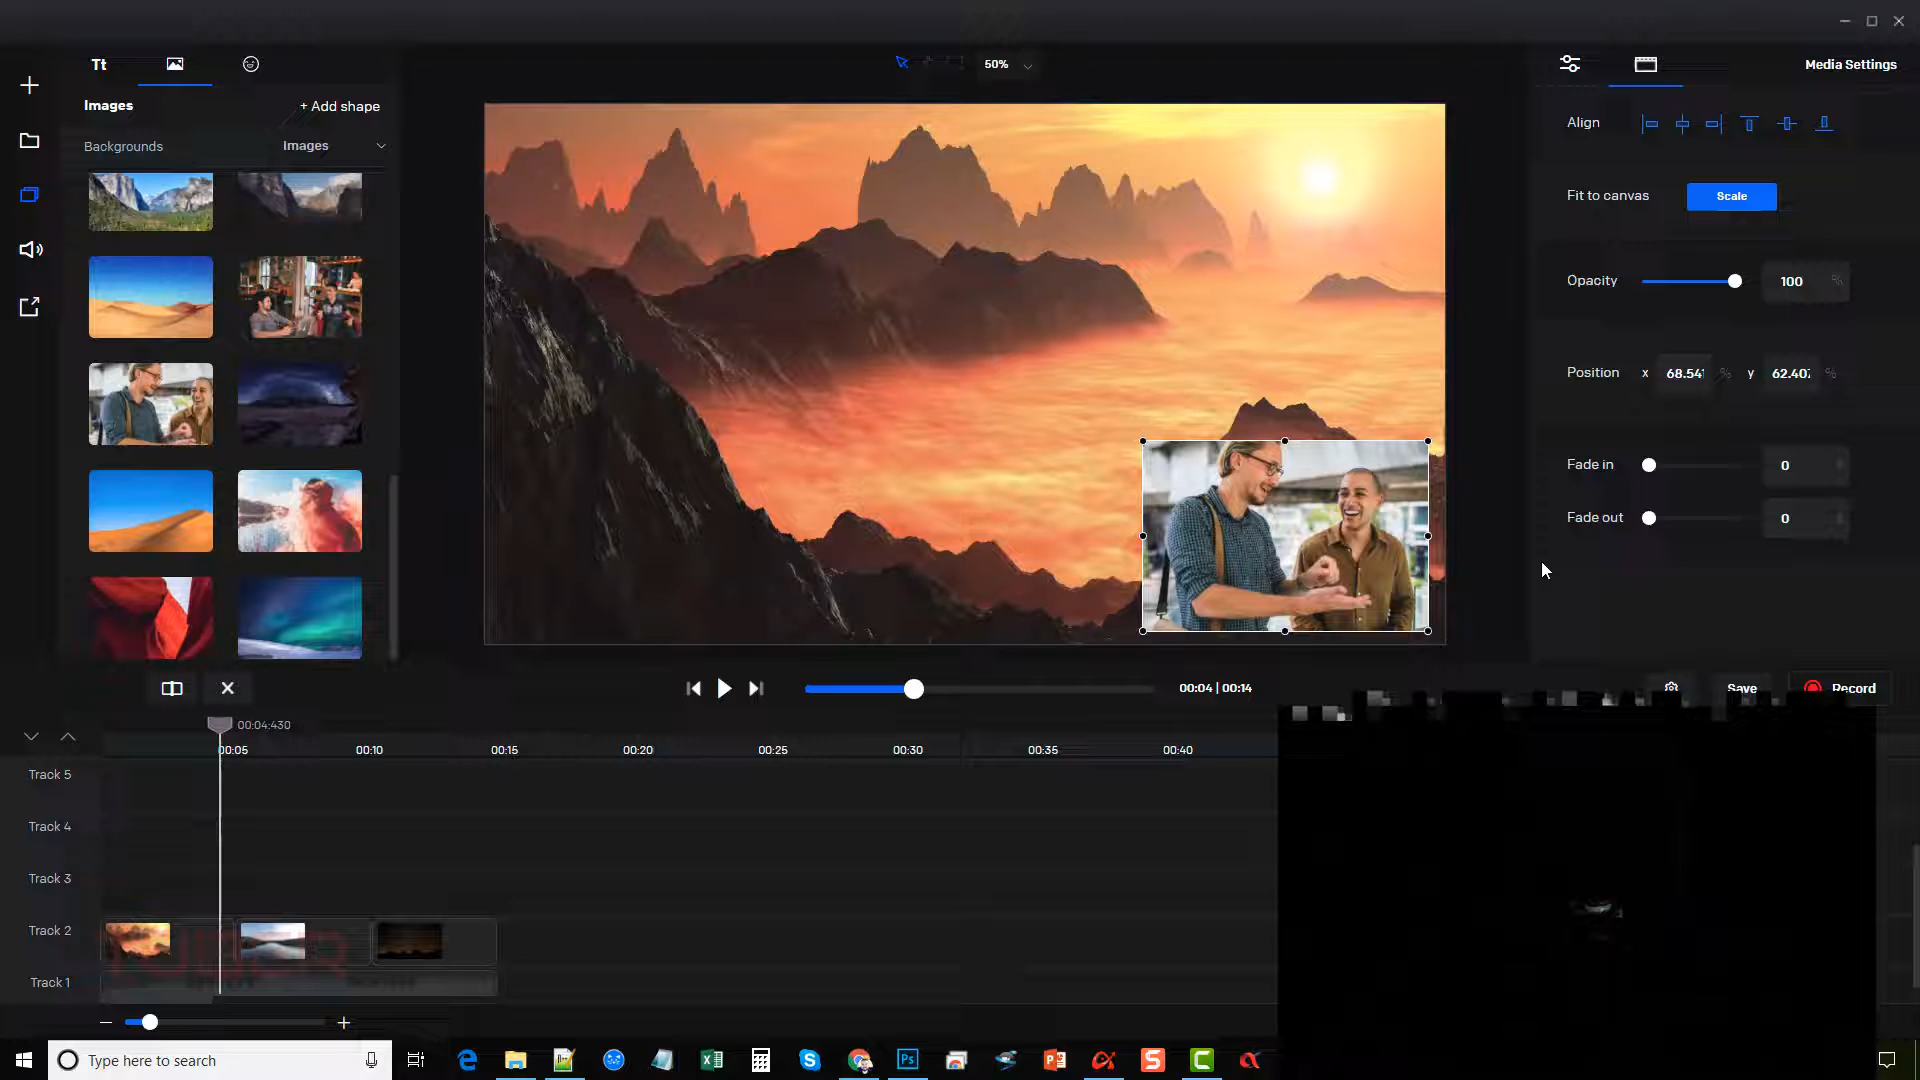 Tt
50%
Media Settings
Images
+ Add shape
Backgrounds
Images
Align
Fit to canvas
Scale
Opacity
100
%
Position
x
68.541
%
y
62.407
%
Fade in
0
Fade out
0
00:04 | 00:14
Save
Record
00:04:430
00:05
00:10
00:15
00:20
00:25
00:30
00:35
00:40
Track 5
Track 4
Track 3
Track 2
Track 1
Type here to search